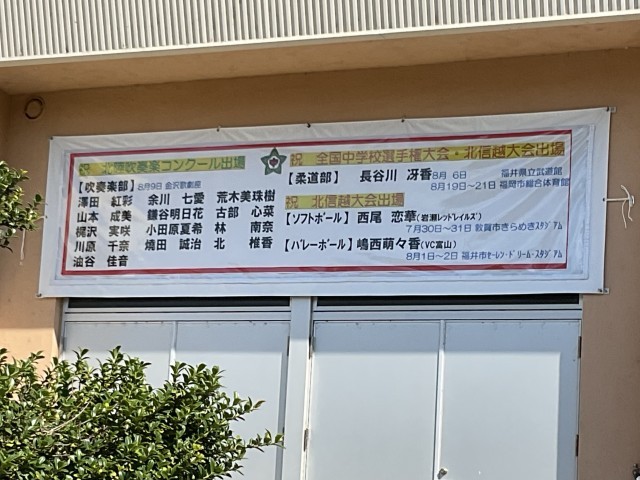 祝 北陸吹奏楽コンクール出場
【吹奏楽部】8月9日 金沢歌劇座
澤田 紅彩 余川 七愛 荒木美珠樹
山本 成美 鎌谷明日花 古部 心菜
梶沢 実咲 小田原夏希 林 南奈
川原 千奈 焼田 誠治 北 椎香
油谷 佳音
祝 全国中学校選手権大会・北信越大会出場
【柔道部】 長谷川 冴香 8月 6日 福井県立武道館
8月19日~21日 福岡市総合体育館
祝 北信越大会出場
【ソフトボール】 西尾 恋華(岩瀬レッドレイルズ)
7月30日~31日 敦賀市きらめきスタジアム
【バレーボール】 嶋西萌々香(VC富山)
8月1日~2日 福井市セーレン・ドリーム・スタジアム